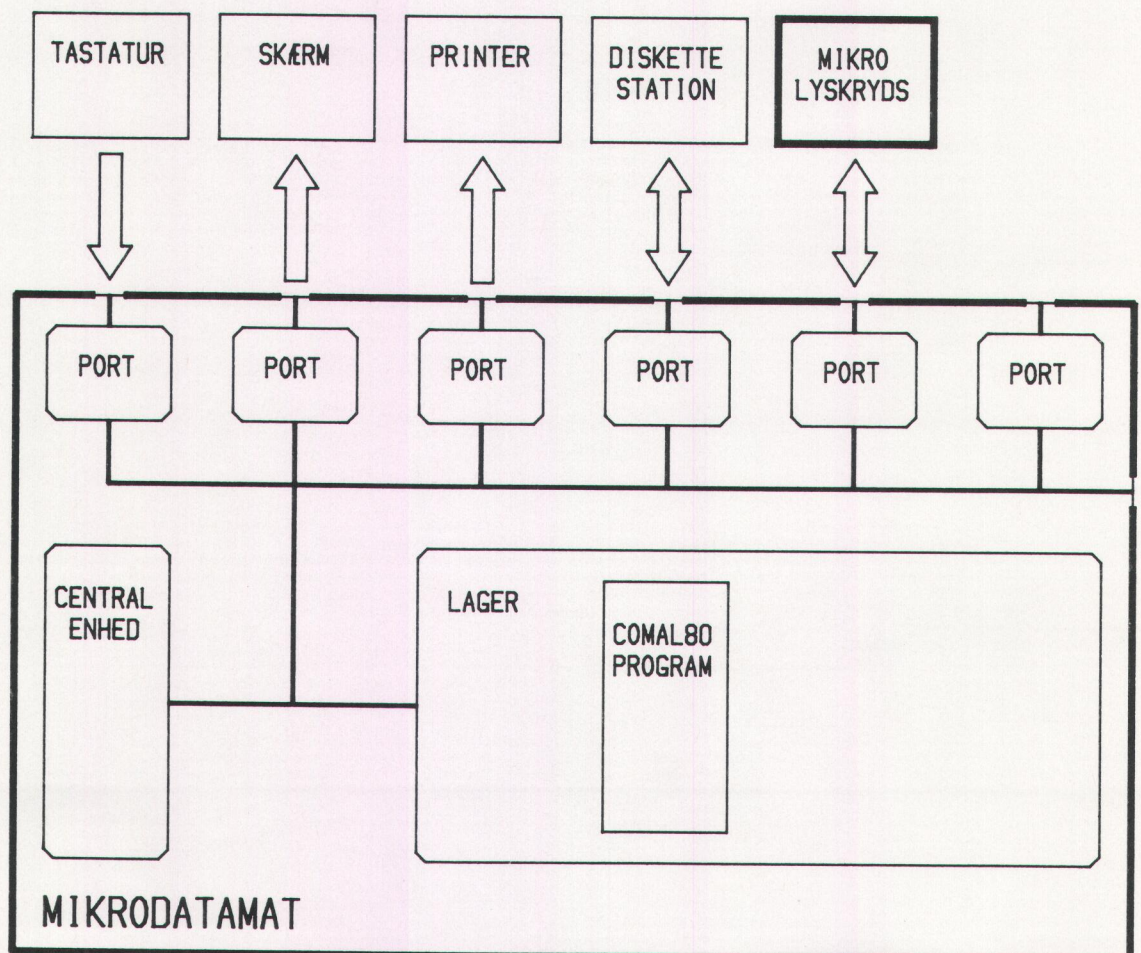 TASTATUR
SKÆRM
PRINTER
DISKETTE
STATION
MIKRO
LYSKRYDS
PORT
PORT
PORT
PORT
PORT
PORT
CENTRAL
ENHED
LAGER
COMAL80
PROGRAM
MIKRODATAMAT